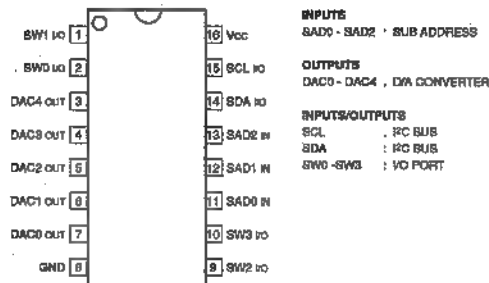 SW1 I/O 1
SW0 I/O 2
DAC4 OUT 3
DAC3 OUT 4
DAC2 OUT 5
DAC1 OUT 6
DAC0 OUT 7
GND 8
16 Vcc
15 SCL I/O
14 SDA I/O
13 SAD2 IN
12 SAD1 IN
11 SAD0 IN
10 SW3 I/O
9 SW2 I/O
INPUTS
SAD0 - SAD2 : SUB ADDRESS
OUTPUTS
DAC0 - DAC4 : D/A CONVERTER
INPUTS/OUTPUTS
SCL : I²C BUS
SDA : I²C BUS
SW0 -SW3 : I/O PORT